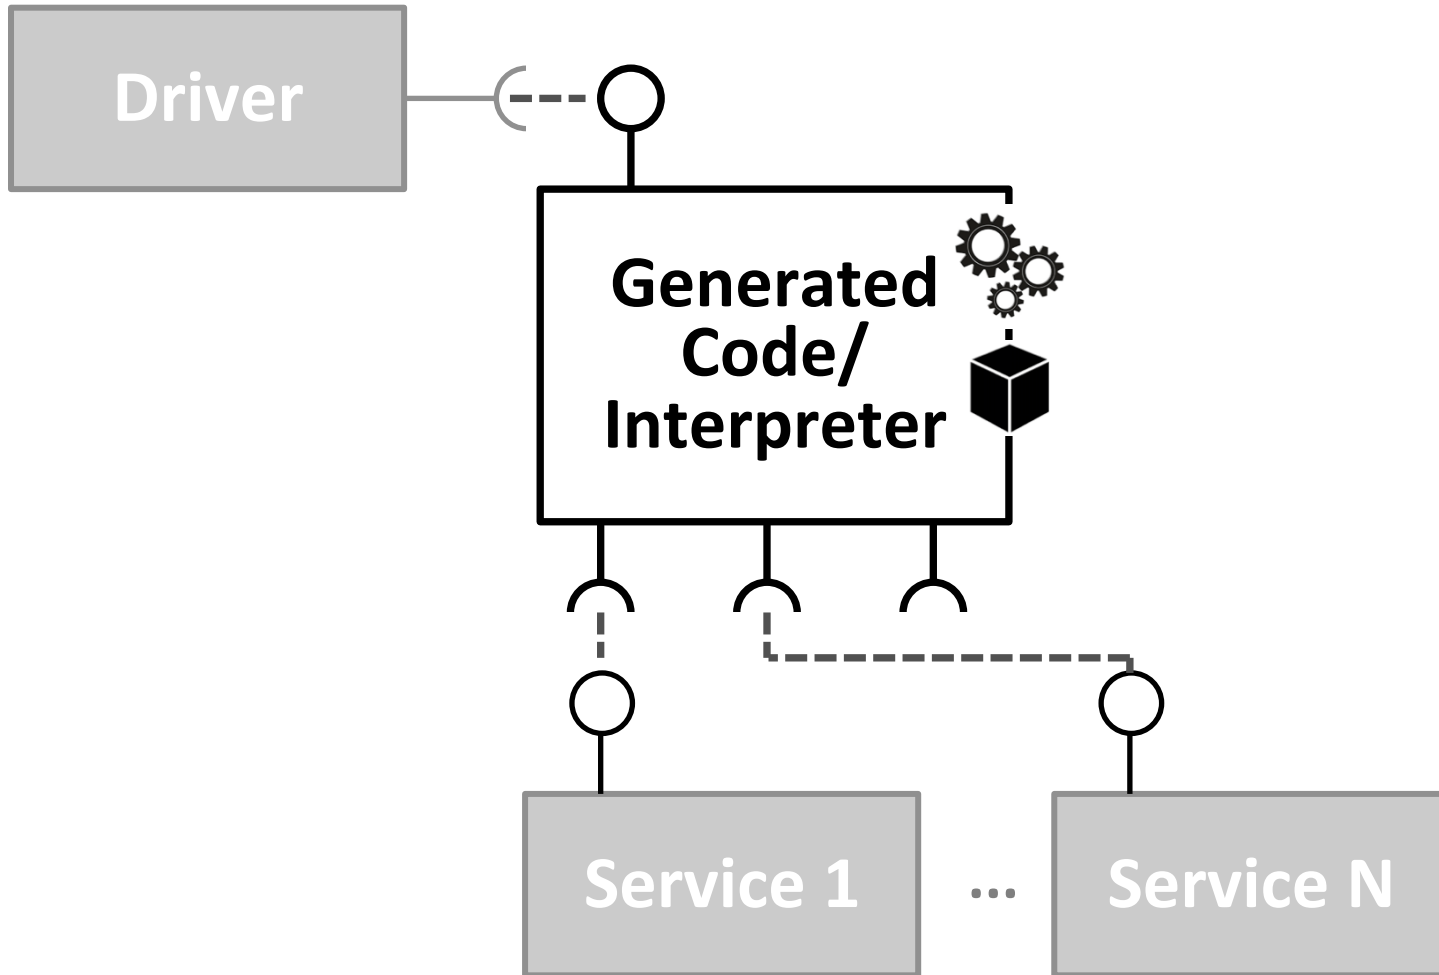 Driver
Generated
Code/
Interpreter
Service 1
...
Service N